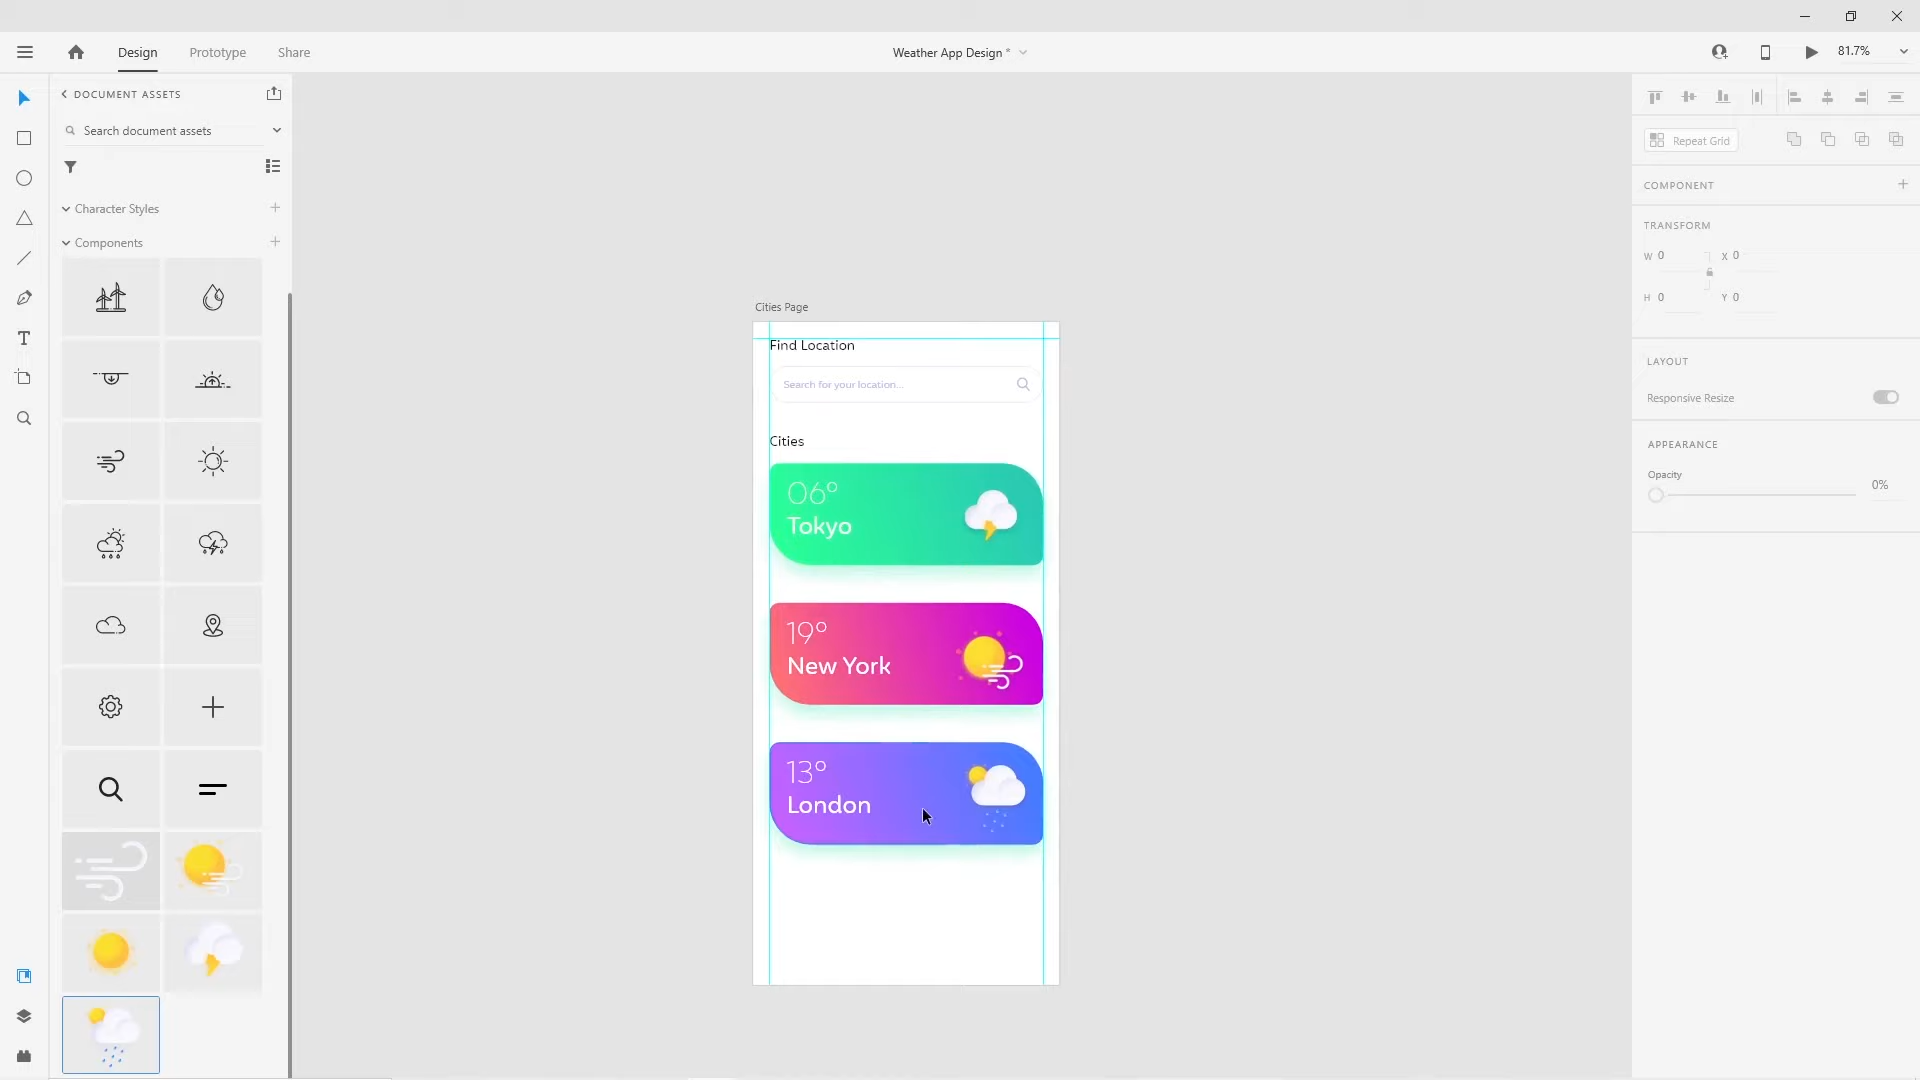 Design
Prototype
Share
Weather App Design *
81.7%
DOCUMENT ASSETS
Search document assets
Character Styles
Components
Cities Page
Find Location
Search for your location...
Cities
06°
Tokyo
19°
New York
13°
London
Repeat Grid
COMPONENT
TRANSFORM
W 0
X 0
H 0
Y 0
LAYOUT
Responsive Resize
APPEARANCE
Opacity
0%